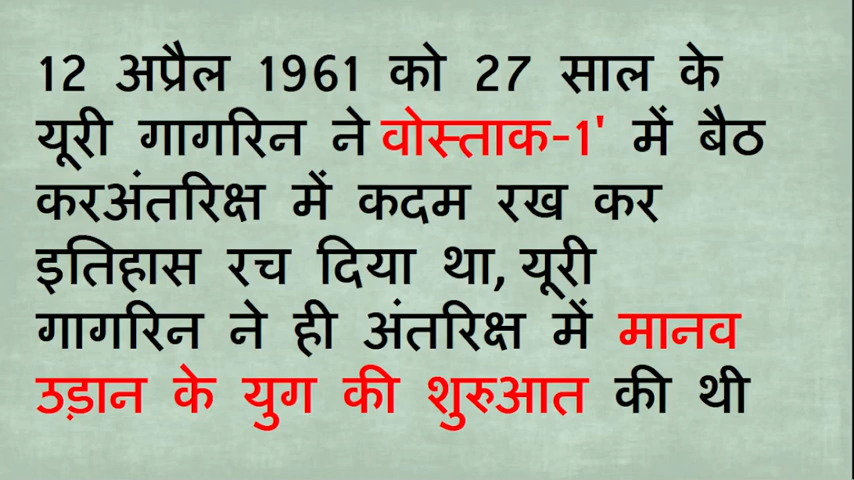 12 अप्रैल 1961 को 27 साल के
यूरी गागरिन ने वोस्ताक-1' में बैठ
करअंतरिक्ष में कदम रख कर
इतिहास रच दिया था, यूरी
गागरिन ने ही अंतरिक्ष में मानव
उड़ान के युग की शुरुआत की थी